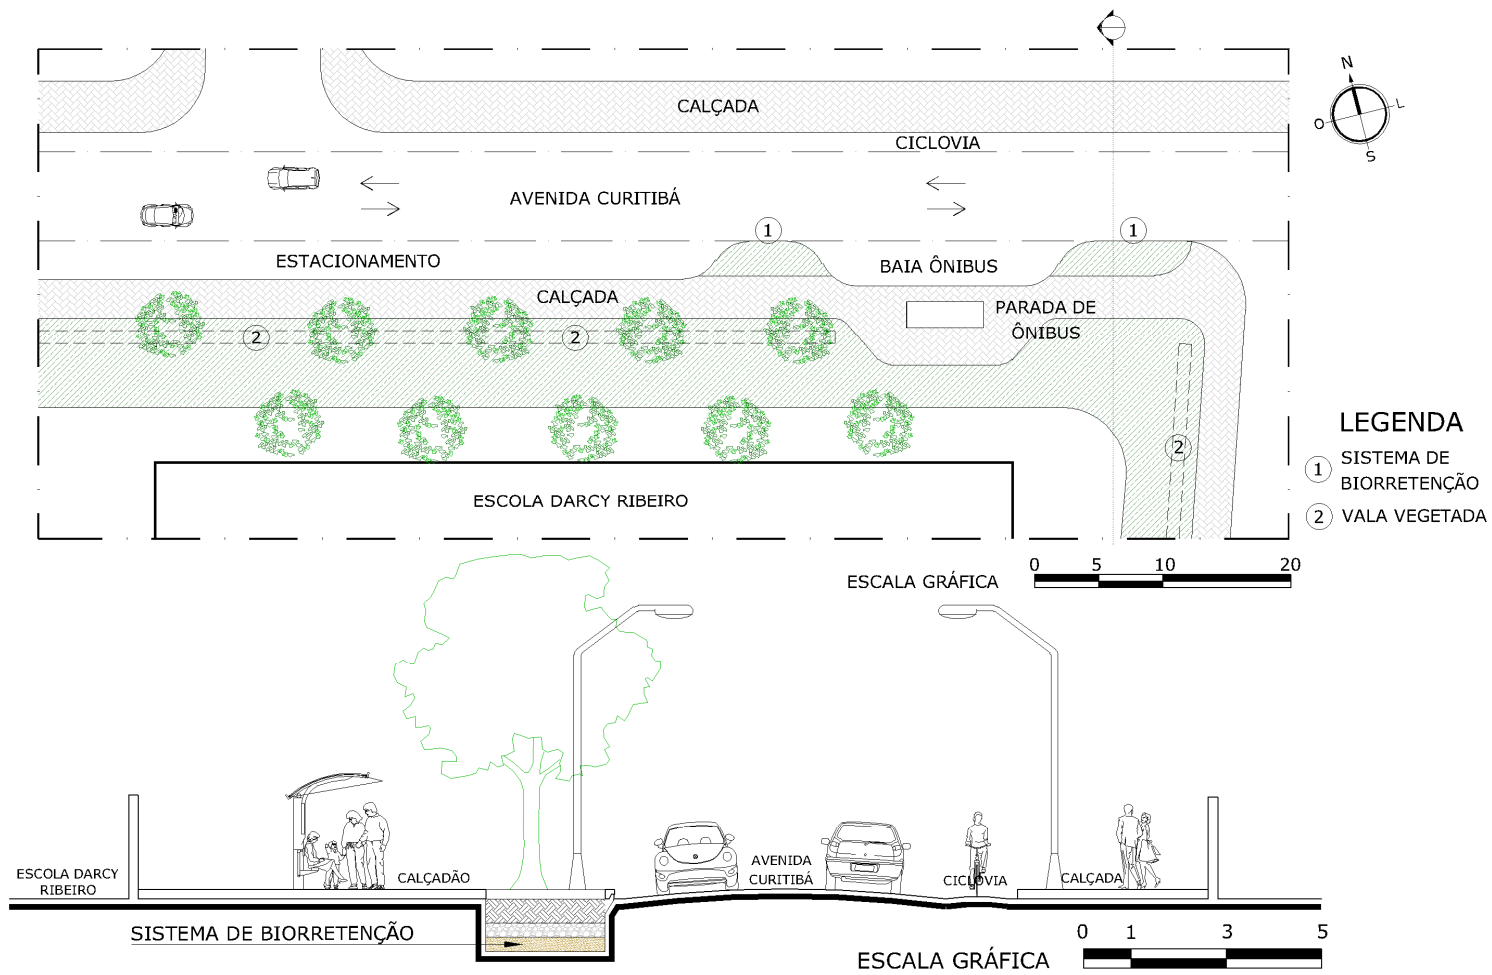 N
L
O
S
CALÇADA
CICLOVIA
AVENIDA CURITIBÁ
1
1
ESTACIONAMENTO
BAIA ÔNIBUS
CALÇADA
PARADA DE
ÔNIBUS
2
2
2
ESCOLA DARCY RIBEIRO
LEGENDA
1 SISTEMA DE
BIORRETENÇÃO
2 VALA VEGETADA
ESCALA GRÁFICA
0 5 10 20
ESCOLA DARCY
RIBEIRO
CALÇADÃO
AVENIDA
CURITIBÁ
CICLOVIA
CALÇADA
SISTEMA DE BIORRETENÇÃO
ESCALA GRÁFICA
0 1 3 5